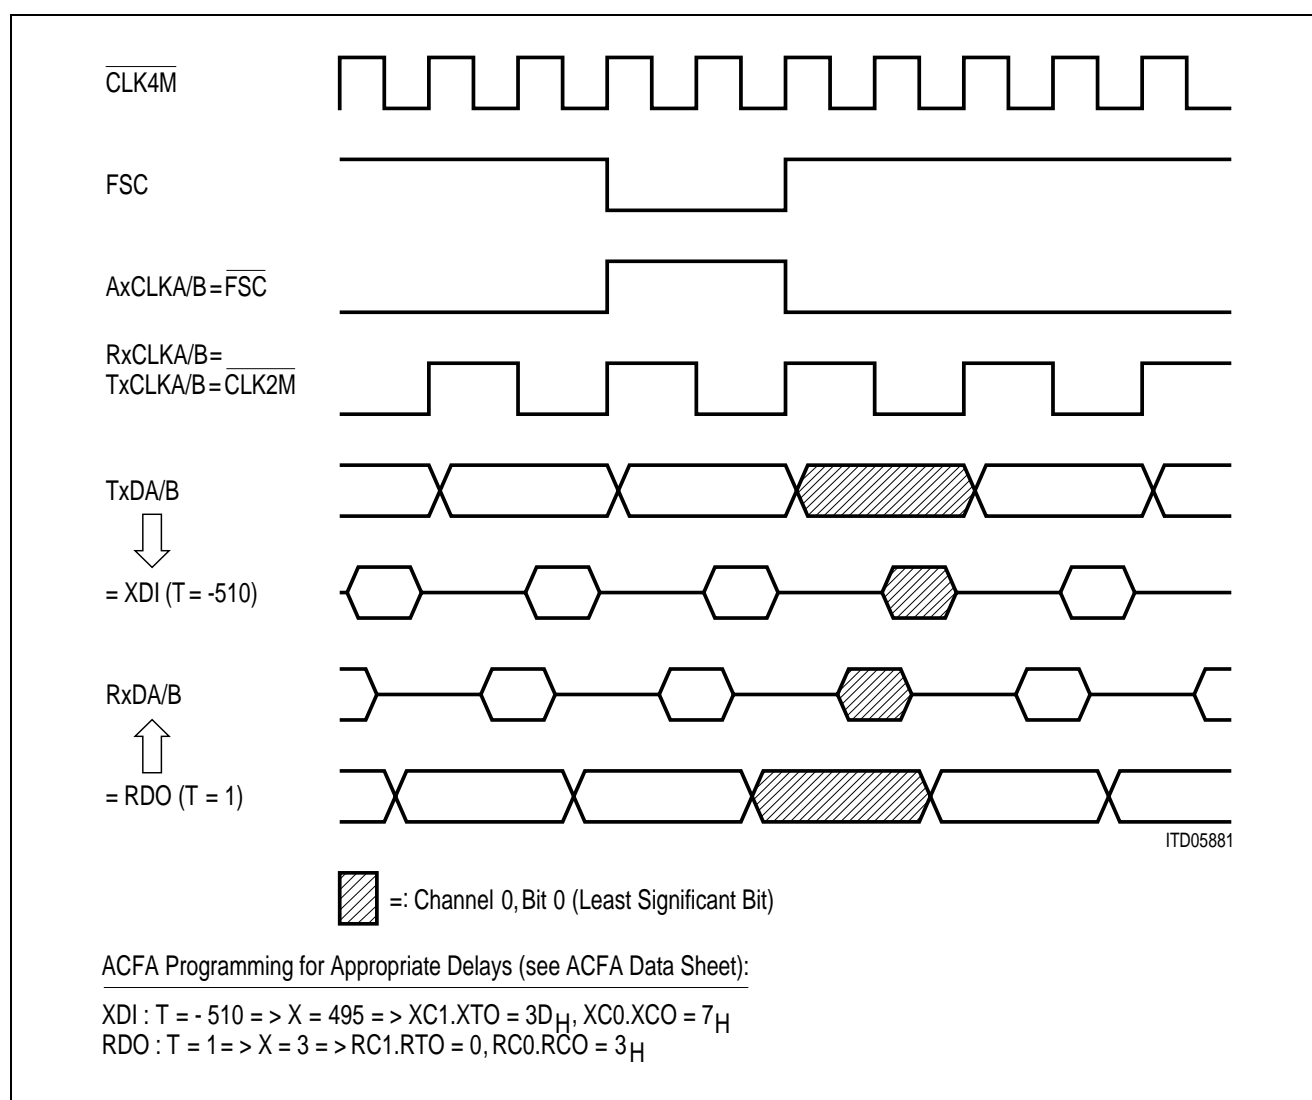 CLK4M
FSC
AxCLKA/B=FSC
RxCLKA/B=
TxCLKA/B=CLK2M
TxDA/B
= XDI (T = -510)
RxDA/B
= RDO (T = 1)
ITD05881
=: Channel 0, Bit 0 (Least Significant Bit)
ACFA Programming for Appropriate Delays (see ACFA Data Sheet):
XDI : T = - 510 = > X = 495 = > XC1.XTO = 3DH, XC0.XCO = 7H
RDO : T = 1 = > X = 3 = > RC1.RTO = 0, RC0.RCO = 3H